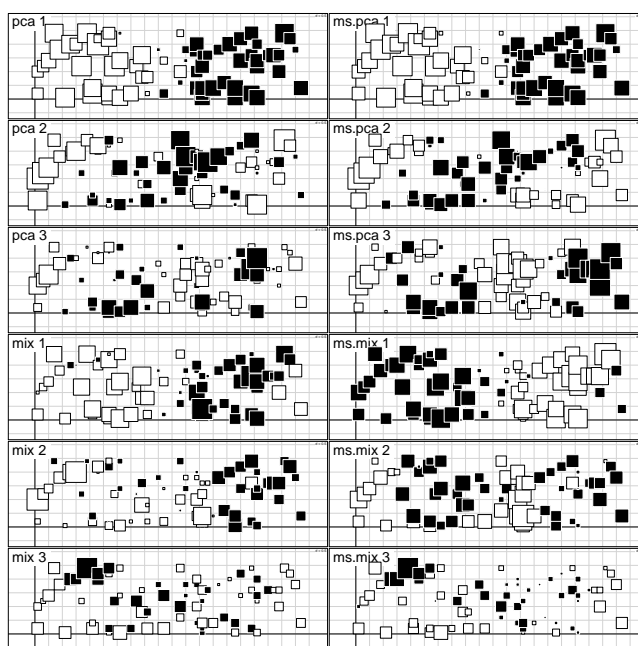 pca 1 ms.pca 1
pca 2 ms.pca 2
pca 3 ms.pca 3
mix 1 ms.mix 1
mix 2 ms.mix 2
mix 3 ms.mix 3